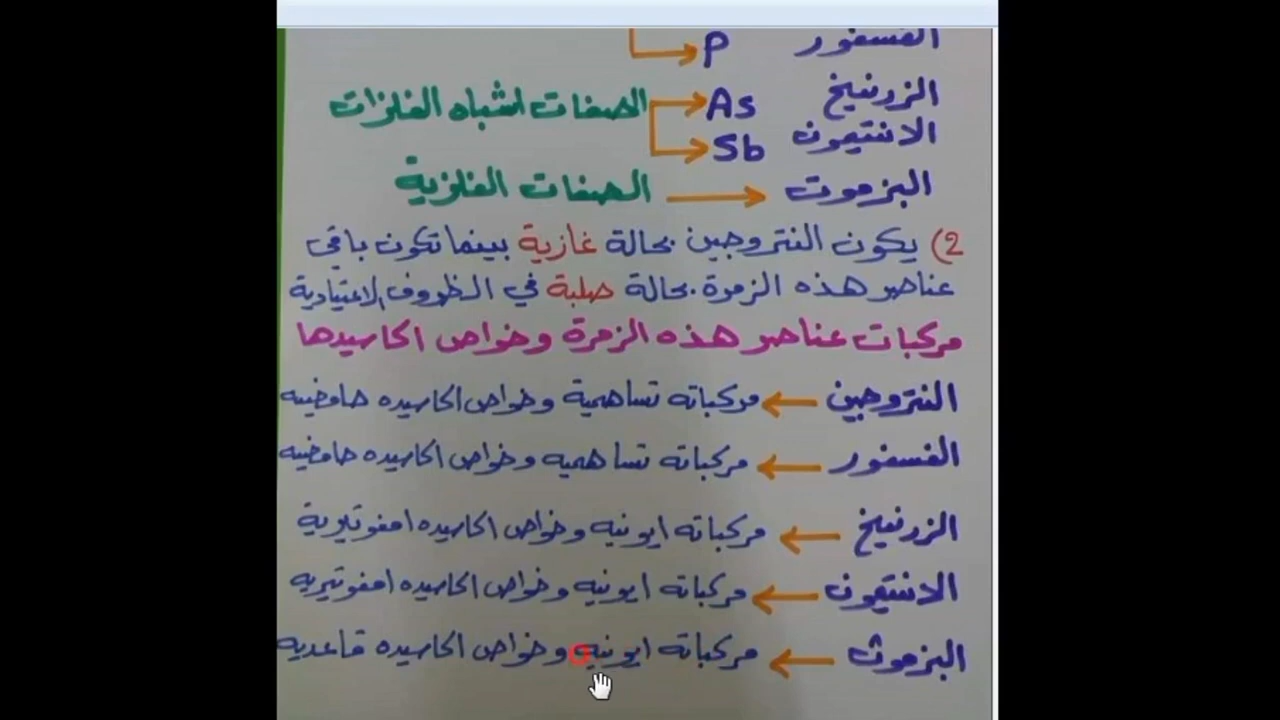 الفسفور P
الزرنيخ As الصفات اشباه الفلزات
الانتيمون Sb
البزموت الصفات الفلزية
2) يكون النتروجين بحالة غازية بينما تكون باقي
عناصر هذه الزمرة بحالة صلبة في الظروف الاعتيادية
مركبات عناصر هذه الزمرة وخواص اكاسيدها
النتروجين مركباته تساهمية وخواص اكاسيده حامضيه
الفسفور مركباته تساهميه وخواص اكاسيده حامضيه
الزرنيخ مركباته ايونيه وخواص اكاسيده امفوتيرية
الانتيمون مركباته ايونيه وخواص اكاسيده امفوتيريه
البزموث مركباته ايونيه وخواص اكاسيده قاعديه